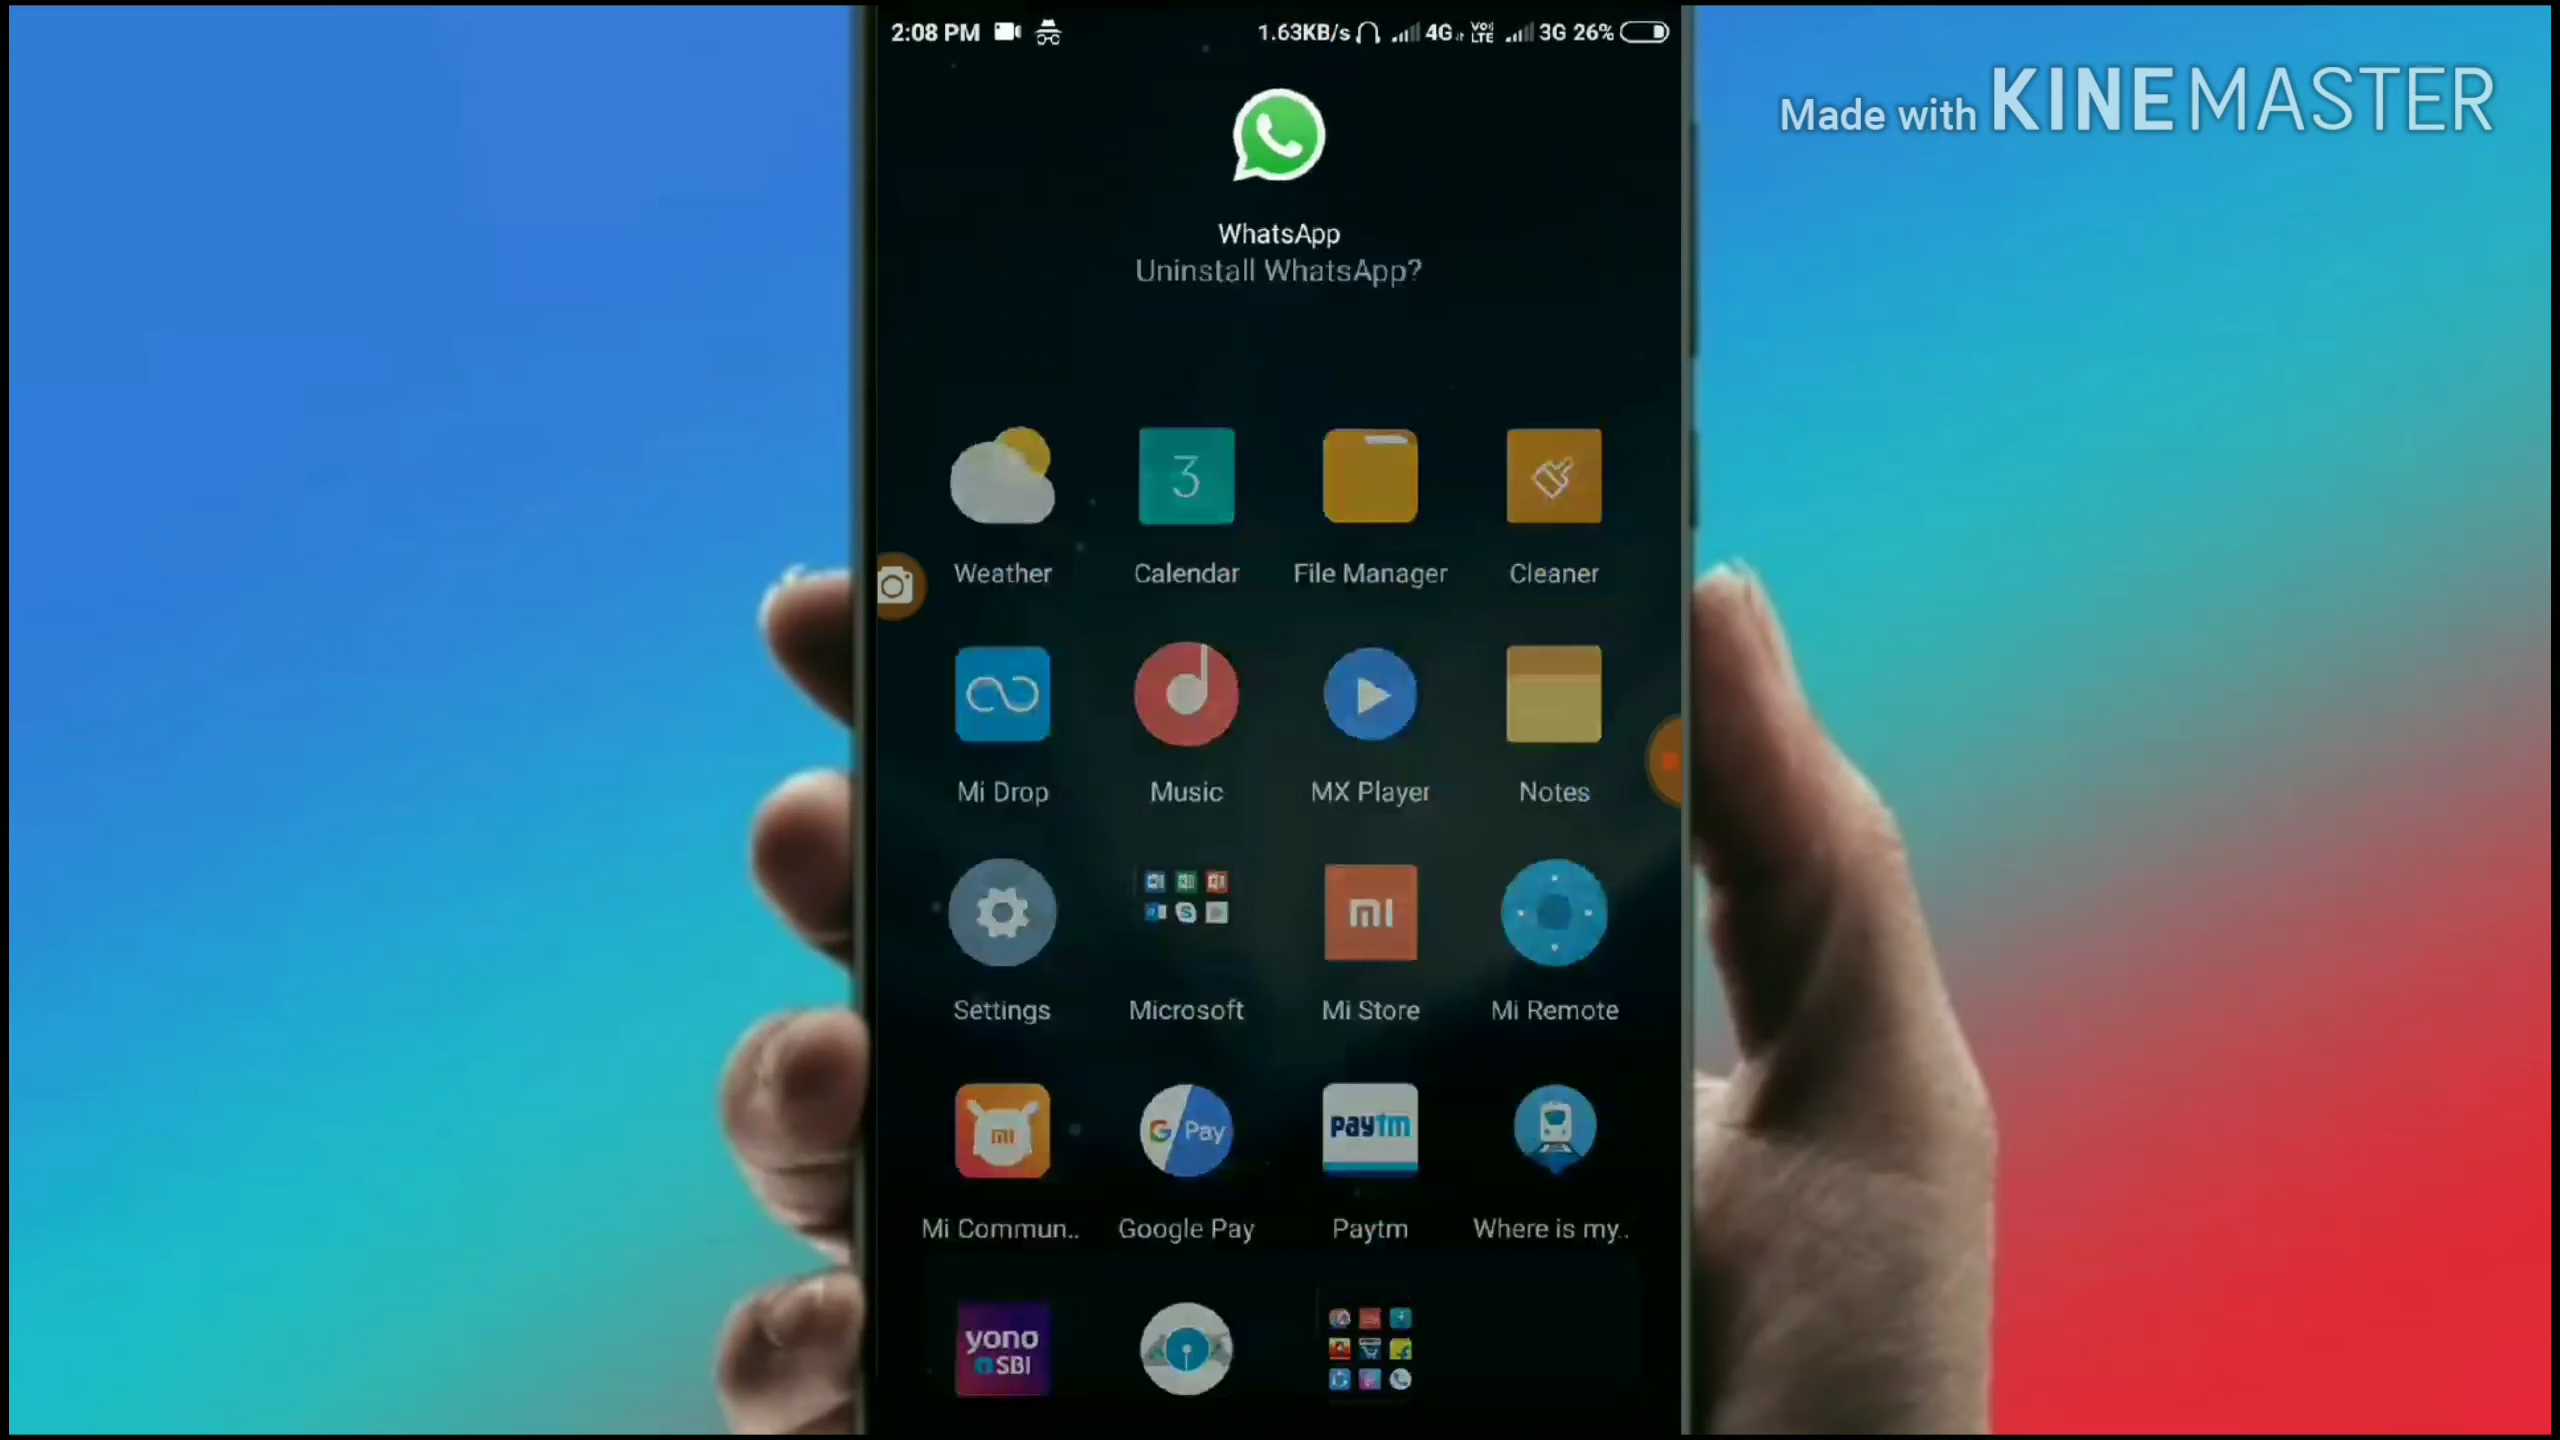 2:08 PM 1.63KB/s 4G VoLTE 3G 26%
Made with KINEMASTER
WhatsApp
Uninstall WhatsApp?
3
Weather Calendar File Manager Cleaner
Mi Drop Music MX Player Notes
mi
Settings Microsoft Mi Store Mi Remote
mi G Pay paytm
Mi Commun.. Google Pay Paytm Where is my..
yono
SBI